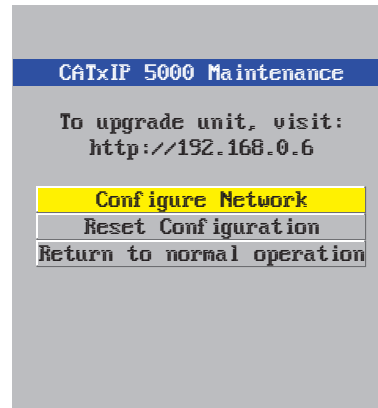 CATxIP 5000 Maintenance
To upgrade unit, visit:
http://192.168.0.6
Configure Network
Reset Configuration
Return to normal operation